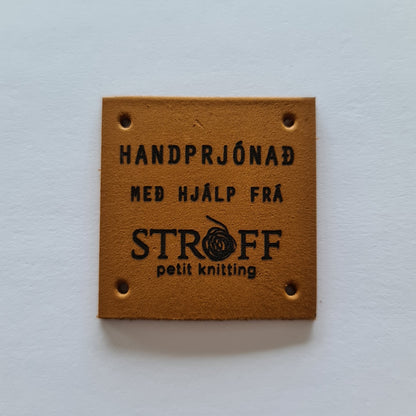 HANDPRJÓNAÐ
MEÐ HJÁLP FRÁ
STROFF
petit knitting